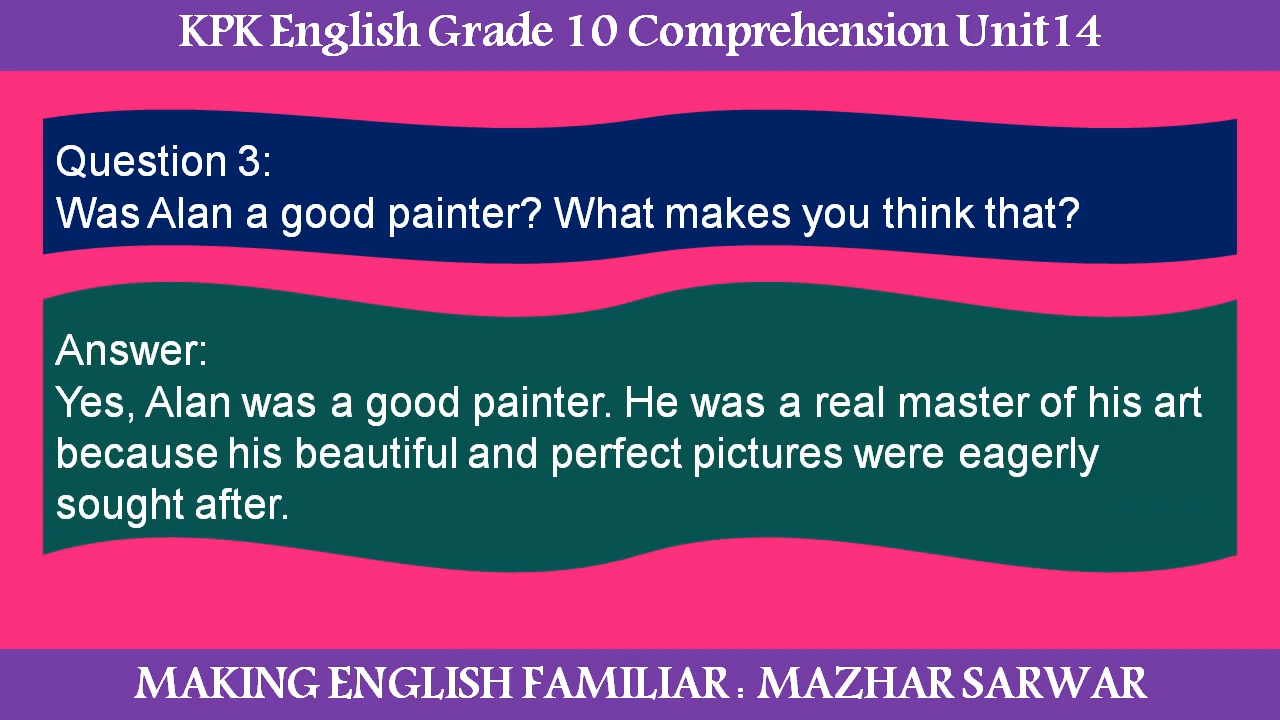 KPK English Grade 10 Comprehension Unit14
Question 3:
Was Alan a good painter? What makes you think that?
Answer:
Yes, Alan was a good painter. He was a real master of his art
because his beautiful and perfect pictures were eagerly
sought after.
MAKING ENGLISH FAMILIAR : MAZHAR SARWAR